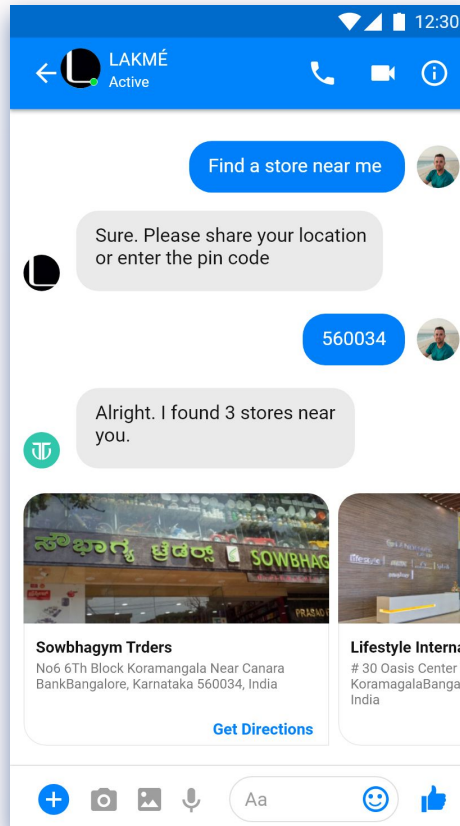 12:30
LAKMÉ
Active
Find a store near me
Sure. Please share your location
or enter the pin code
560034
Alright. I found 3 stores near
you.
ಸೌಭಾಗ್ಯ ಟ್ರೆಡರ್ಸ್ SOWBHAG
PRASAD
Lifestyle
Sowbhagym Trders
No6 6Th Block Koramangala Near Canara
BankBangalore, Karnataka 560034, India
Get Directions
Lifestyle Interna
# 30 Oasis Center
KoramagalaBanga
India
Aa